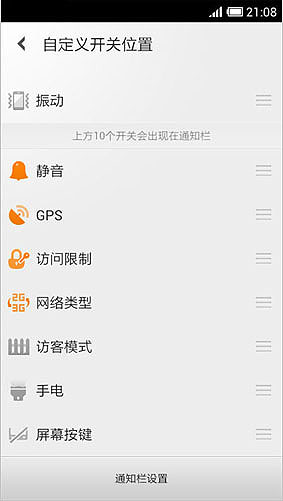 21:08
自定义开关位置
振动
上方10个开关会出现在通知栏
静音
GPS
访问限制
2G
3G
网络类型
访客模式
手电
屏幕按键
通知栏设置